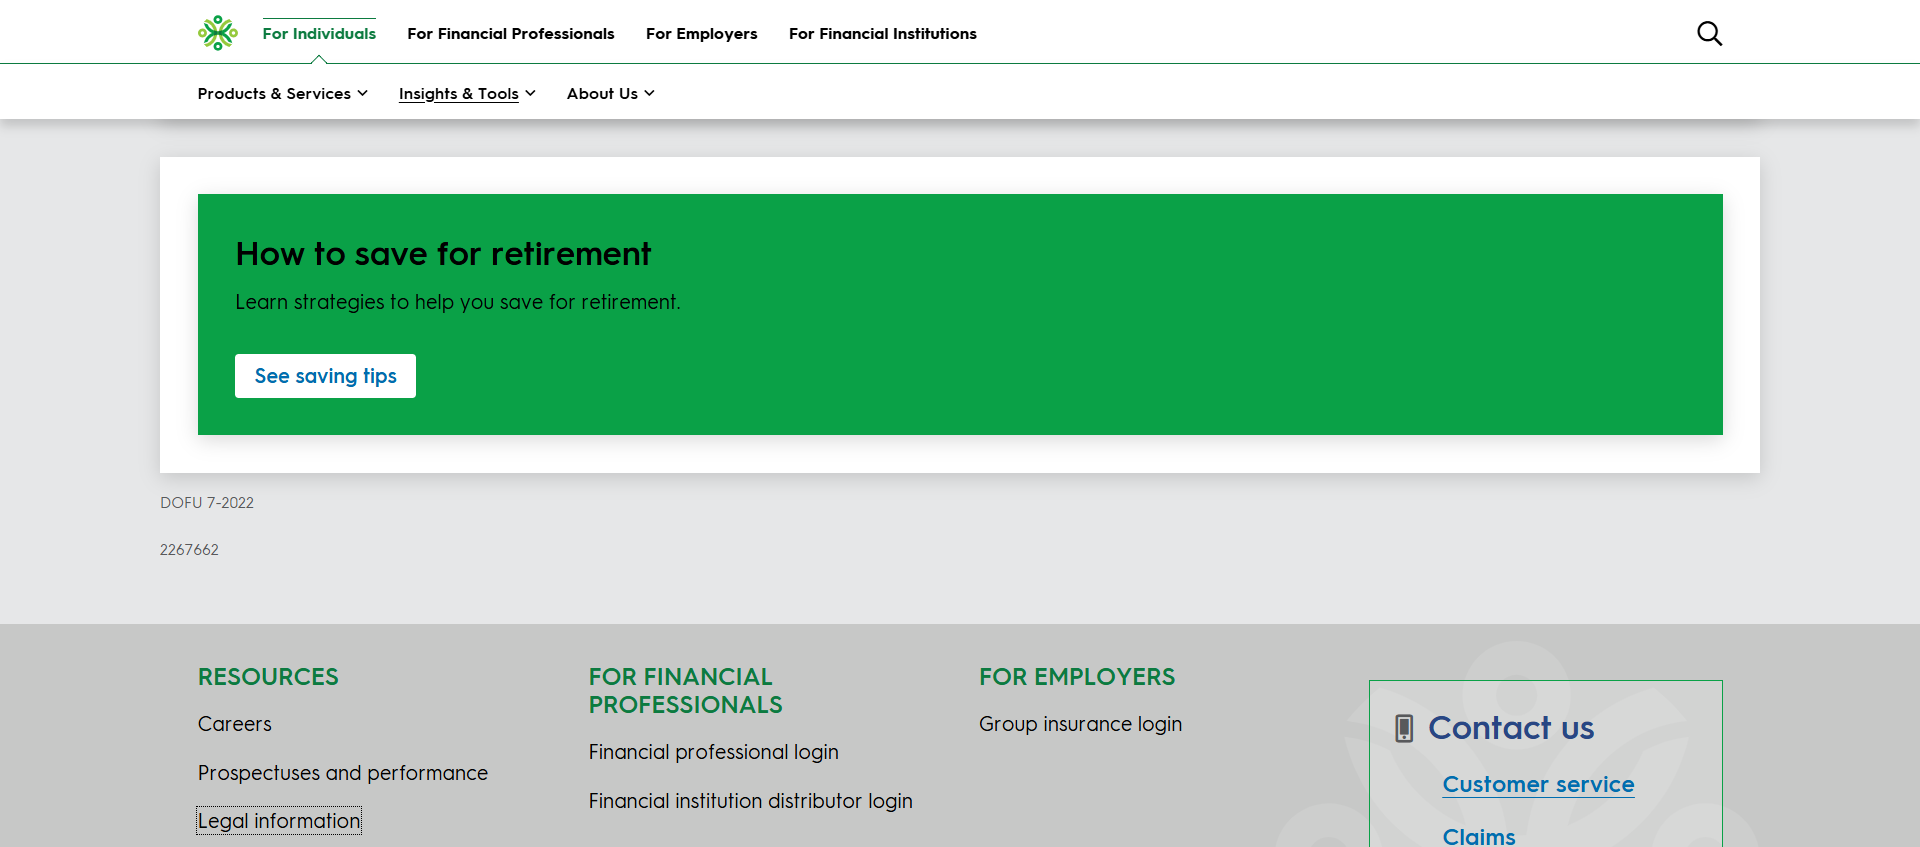 For Individuals
For Financial Professionals
For Employers
For Financial Institutions
Products & Services
Insights & Tools
About Us
How to save for retirement
Learn strategies to help you save for retirement.
See saving tips
DOFU 7-2022
2267662
RESOURCES
Careers
Prospectuses and performance
Legal information
FOR FINANCIAL
PROFESSIONALS
Financial professional login
Financial institution distributor login
FOR EMPLOYERS
Group insurance login
Contact us
Customer service
Claims